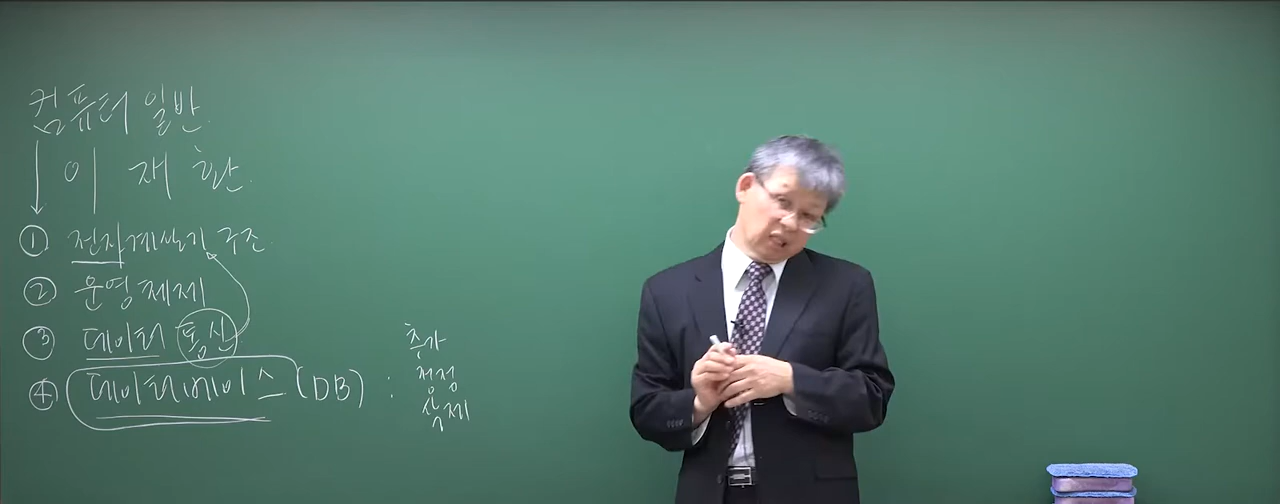 컴퓨터 일반
이 재 환
① 전자계산기 구조
② 운영체제
③ 데이터 통신
④ 데이터베이스 (DB) :
추가
정정
삭제